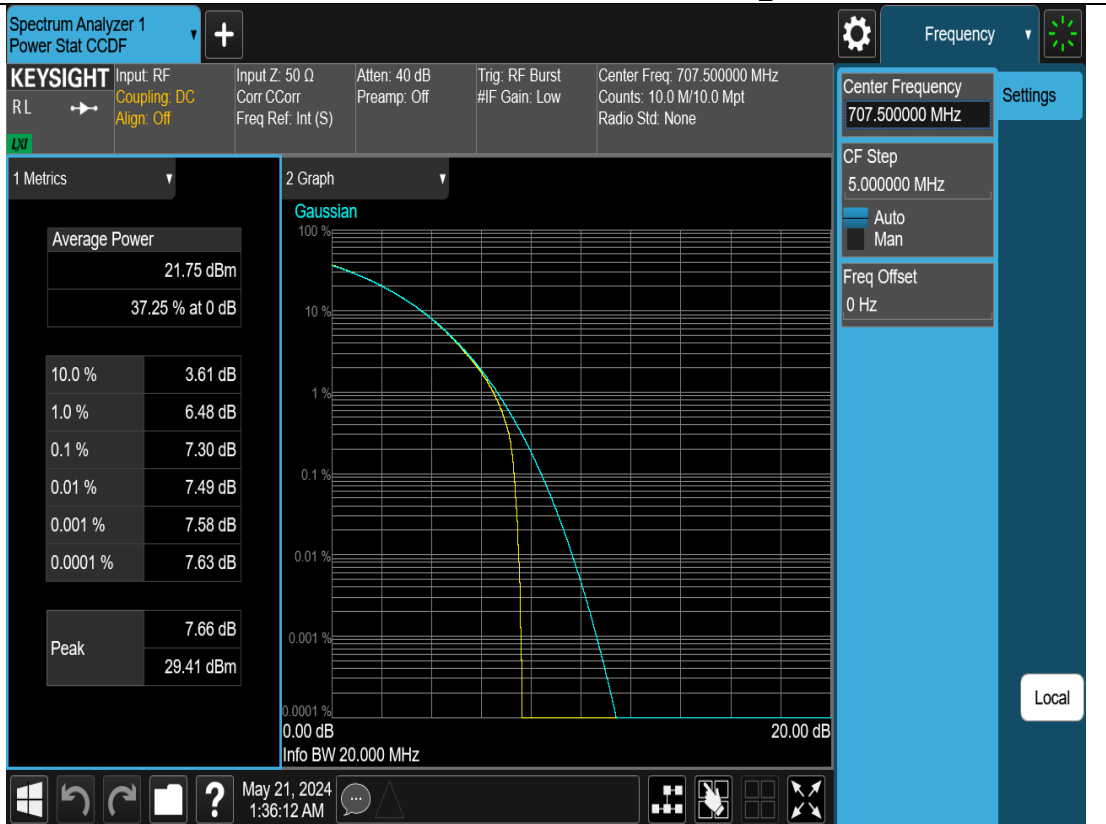 Spectrum Analyzer 1
Power Stat CCDF
+
Frequency
KEYSIGHT
RL
LXI
Input: RF
Coupling: DC
Align: Off
Input Z: 50 Ω
Corr CCorr
Freq Ref: Int (S)
Atten: 40 dB
Preamp: Off
Trig: RF Burst
#IF Gain: Low
Center Freq: 707.500000 MHz
Counts: 10.0 M/10.0 Mpt
Radio Std: None
Center Frequency
707.500000 MHz
Settings
CF Step
5.000000 MHz
Auto
Man
Freq Offset
0 Hz
1 Metrics
Average Power
21.75 dBm
37.25 % at 0 dB
10.0 % 3.61 dB
1.0 % 6.48 dB
0.1 % 7.30 dB
0.01 % 7.49 dB
0.001 % 7.58 dB
0.0001 % 7.63 dB
Peak
7.66 dB
29.41 dBm
2 Graph
Gaussian
100 %
10 %
1 %
0.1 %
0.01 %
0.001 %
0.0001 %
0.00 dB 20.00 dB
Info BW 20.000 MHz
Local
?
May 21, 2024
1:36:12 AM